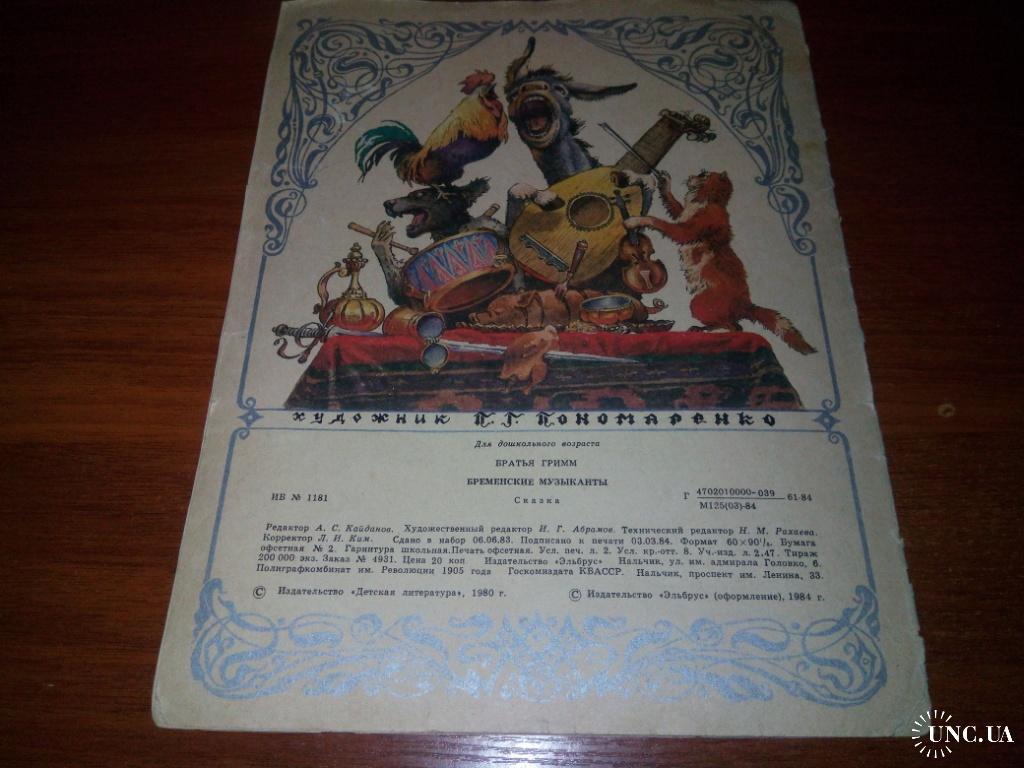 художник П.Г. Пономаренко
Для дошкольного возраста
БРАТЬЯ ГРИММ
БРЕМЕНСКИЕ МУЗЫКАНТЫ
Сказка
ИБ № 1181
Г 4702010000-039 61-84
М125(03)-84
Редактор А. С. Кайданов. Художественный редактор И. Г. Абрамов. Технический редактор Н. М. Рахаева.
Корректор Л. И. Ким. Сдано в набор 06.06.83. Подписано к печати 03.03.84. Формат 60×90¹/₈. Бумага
офсетная № 2. Гарнитура школьная.Печать офсетная. Усл. печ. л. 2. Усл. кр.-отт. 8. Уч.-изд. л. 2.47. Тираж
200 000 экз. Заказ № 4931. Цена 20 коп Издательство «Эльбрус» Нальчик, ул. им. адмирала Головко, 6.
Полиграфкомбинат им. Революции 1905 года Госкомиздата КБАССР. Нальчик, проспект им. Ленина, 33.
© Издательство «Детская литература», 1980 г. © Издательство «Эльбрус» (оформление), 1984 г.
UNC.UA